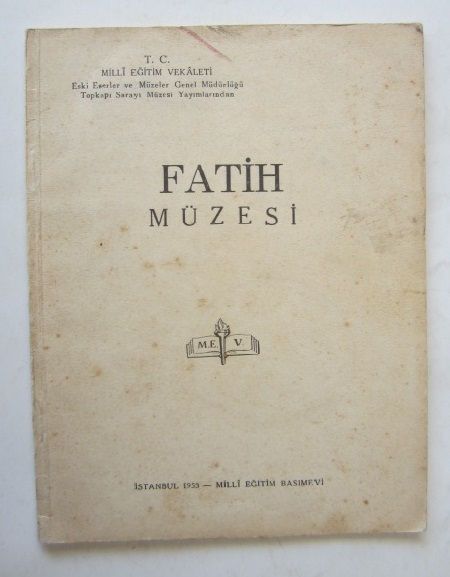 T. C.
MİLLÎ EĞİTİM VEKÂLETİ
Eski Eserler ve Müzeler Genel Müdürlüğü
Topkapı Sarayı Müzesi Yayımlarından
FATİH
MÜZESİ
M.E. V.
İSTANBUL 1953 — MİLLÎ EĞİTİM BASIMEVİ